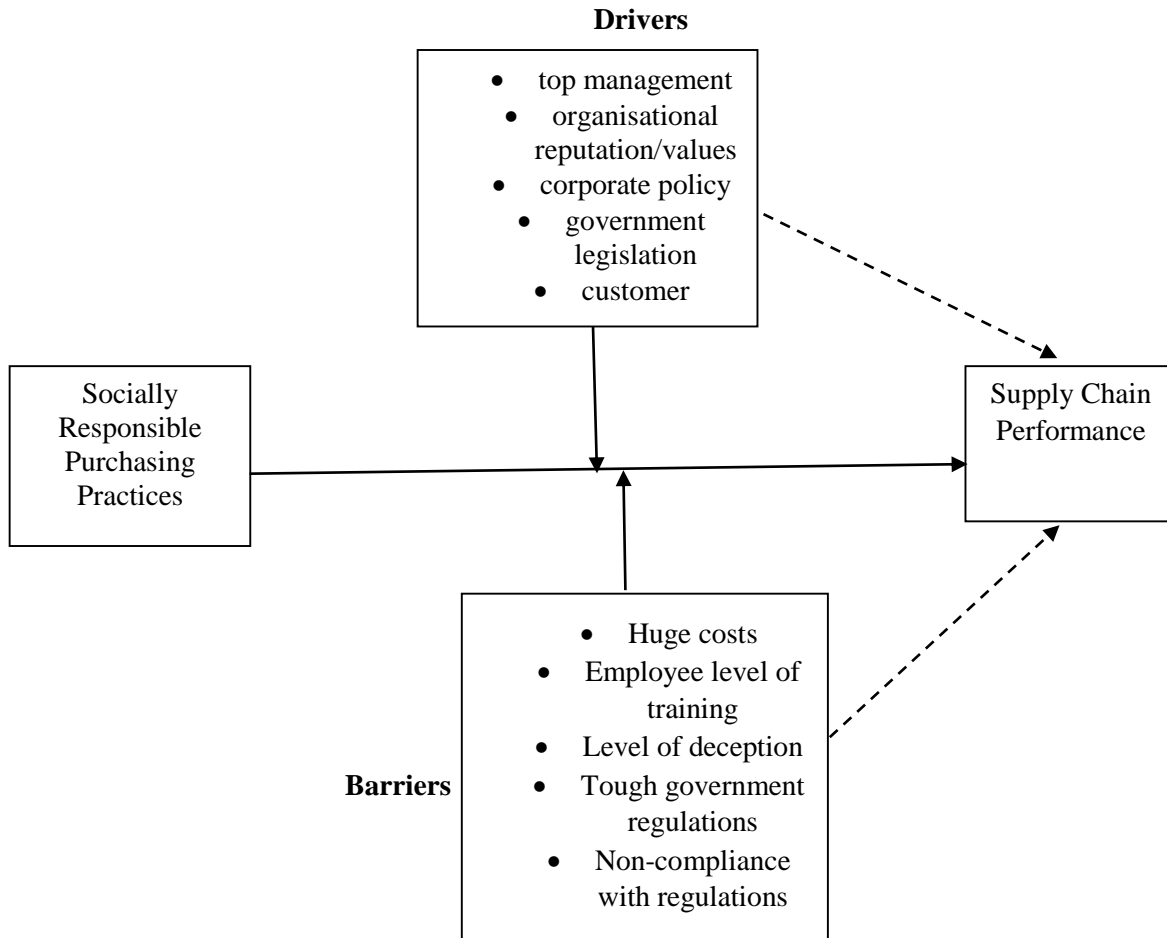 Drivers
• top management
• organisational
reputation/values
• corporate policy
• government
legislation
• customer
Socially
Responsible
Purchasing
Practices
Supply Chain
Performance
Barriers
• Huge costs
• Employee level of
training
• Level of deception
• Tough government
regulations
• Non-compliance
with regulations